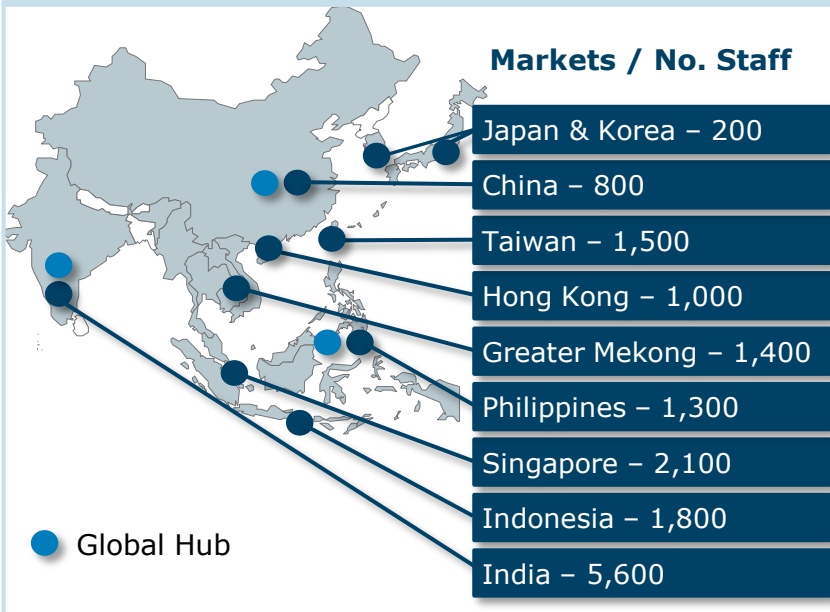 Markets / No. Staff
Japan & Korea – 200
China – 800
Taiwan – 1,500
Hong Kong – 1,000
Greater Mekong – 1,400
Philippines – 1,300
Singapore – 2,100
Indonesia – 1,800
India – 5,600
Global Hub